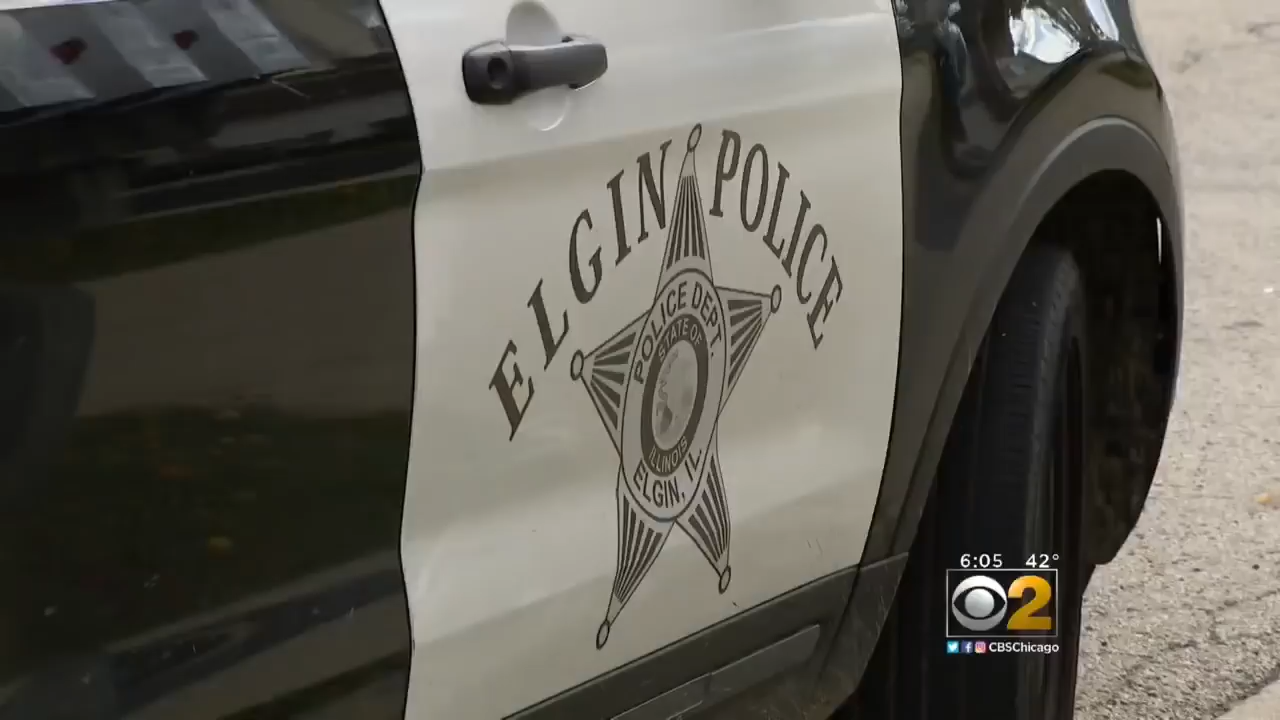 ELGIN POLICE
POLICE DEPT.
STATE OF
ILLINOIS
ELGIN, IL
6:05 42°
2
CBSChicago